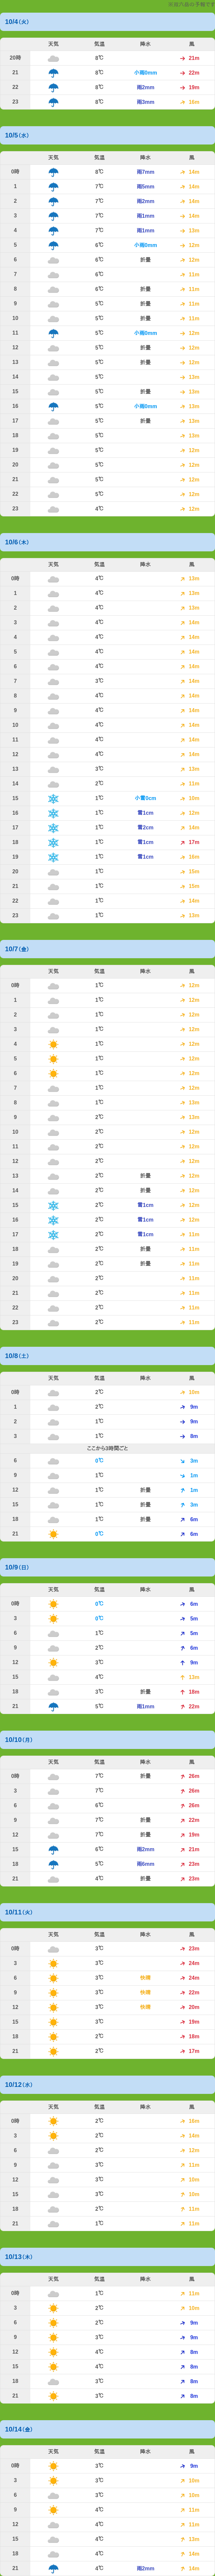 10/4(火)
天気 気温 降水 風
20時 8℃ 21m
21 8℃ 小雨0mm 22m
22 8℃ 雨2mm 19m
23 8℃ 雨3mm 16m
10/5(水)
天気 気温 降水 風
0時 8℃ 雨7mm 14m
1 7℃ 雨5mm 14m
2 7℃ 雨2mm 14m
3 7℃ 雨1mm 14m
4 7℃ 雨1mm 13m
5 6℃ 小雨0mm 12m
6 6℃ 折曇 12m
7 6℃ 11m
8 6℃ 折曇 11m
9 5℃ 折曇 11m
10 5℃ 折曇 11m
11 5℃ 小雨0mm 12m
12 5℃ 折曇 12m
13 5℃ 折曇 12m
14 5℃ 13m
15 5℃ 折曇 13m
16 5℃ 小雨0mm 13m
17 5℃ 折曇 13m
18 5℃ 13m
19 5℃ 12m
20 5℃ 12m
21 5℃ 12m
22 5℃ 12m
23 4℃ 12m
10/6(木)
天気 気温 降水 風
0時 4℃ 13m
1 4℃ 13m
2 4℃ 13m
3 4℃ 14m
4 4℃ 14m
5 4℃ 14m
6 4℃ 14m
7 3℃ 14m
8 4℃ 14m
9 4℃ 14m
10 4℃ 14m
11 4℃ 14m
12 4℃ 14m
13 3℃ 13m
14 2℃ 11m
15 1℃ 小雪0cm 10m
16 1℃ 雪1cm 12m
17 1℃ 雪2cm 14m
18 1℃ 雪1cm 17m
19 1℃ 雪1cm 16m
20 1℃ 15m
21 1℃ 15m
22 1℃ 14m
23 1℃ 13m
10/7(金)
天気 気温 降水 風
0時 1℃ 12m
1 1℃ 12m
2 1℃ 12m
3 1℃ 12m
4 1℃ 12m
5 1℃ 12m
6 1℃ 12m
7 1℃ 12m
8 1℃ 13m
9 2℃ 13m
10 2℃ 12m
11 2℃ 12m
12 2℃ 12m
13 2℃ 折曇 12m
14 2℃ 折曇 12m
15 2℃ 雪1cm 12m
16 2℃ 雪1cm 12m
17 2℃ 雪1cm 11m
18 2℃ 折曇 11m
19 2℃ 折曇 11m
20 2℃ 11m
21 2℃ 11m
22 2℃ 11m
23 2℃ 11m
10/8(土)
天気 気温 降水 風
0時 2℃ 10m
1 2℃ 9m
2 1℃ 9m
3 1℃ 8m
ここから3時間ごと
6 0℃ 3m
9 1℃ 1m
12 1℃ 折曇 1m
15 1℃ 折曇 3m
18 1℃ 折曇 6m
21 0℃ 6m
10/9(日)
天気 気温 降水 風
0時 0℃ 6m
3 0℃ 5m
6 1℃ 5m
9 2℃ 6m
12 3℃ 9m
15 4℃ 13m
18 3℃ 折曇 18m
21 5℃ 雨1mm 22m
10/10(月)
天気 気温 降水 風
0時 7℃ 折曇 26m
3 7℃ 26m
6 6℃ 26m
9 7℃ 折曇 22m
12 7℃ 折曇 19m
15 6℃ 雨2mm 21m
18 5℃ 雨6mm 23m
21 4℃ 折曇 23m
10/11(火)
天気 気温 降水 風
0時 3℃ 23m
3 3℃ 24m
6 3℃ 快晴 24m
9 3℃ 快晴 22m
12 3℃ 快晴 20m
15 3℃ 19m
18 2℃ 18m
21 2℃ 17m
10/12(水)
天気 気温 降水 風
0時 2℃ 16m
3 2℃ 14m
6 2℃ 12m
9 3℃ 11m
12 3℃ 10m
15 3℃ 10m
18 2℃ 11m
21 1℃ 11m
10/13(木)
天気 気温 降水 風
0時 1℃ 11m
3 2℃ 10m
6 2℃ 9m
9 3℃ 9m
12 4℃ 8m
15 4℃ 8m
18 3℃ 8m
21 3℃ 8m
10/14(金)
天気 気温 降水 風
0時 3℃ 9m
3 3℃ 10m
6 3℃ 10m
9 4℃ 11m
12 4℃ 11m
15 4℃ 13m
18 4℃ 14m
21 4℃ 雨2mm 14m